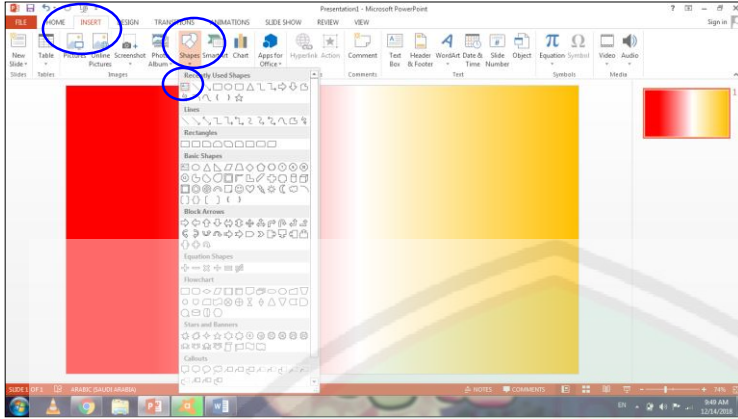 Presentation1 - Microsoft PowerPoint
FILE HOME INSERT DESIGN TRANSITIONS ANIMATIONS SLIDE SHOW REVIEW VIEW Sign in
New Slide Table Pictures Online Pictures Screenshot Photo Album Shapes SmartArt Chart Apps for Office Hyperlink Action Comment Text Box Header & Footer WordArt Date & Time Slide Number Object Equation Symbol Video Audio
Slides Tables Images Comments Text Symbols Media
Recently Used Shapes
Lines
Rectangles
Basic Shapes
Block Arrows
Equation Shapes
Flowchart
Stars and Banners
Callouts
1
SLIDE 1 OF 1 ARABIC (SAUDI ARABIA) NOTES COMMENTS 74%
EN 9:49 AM
12/14/2018